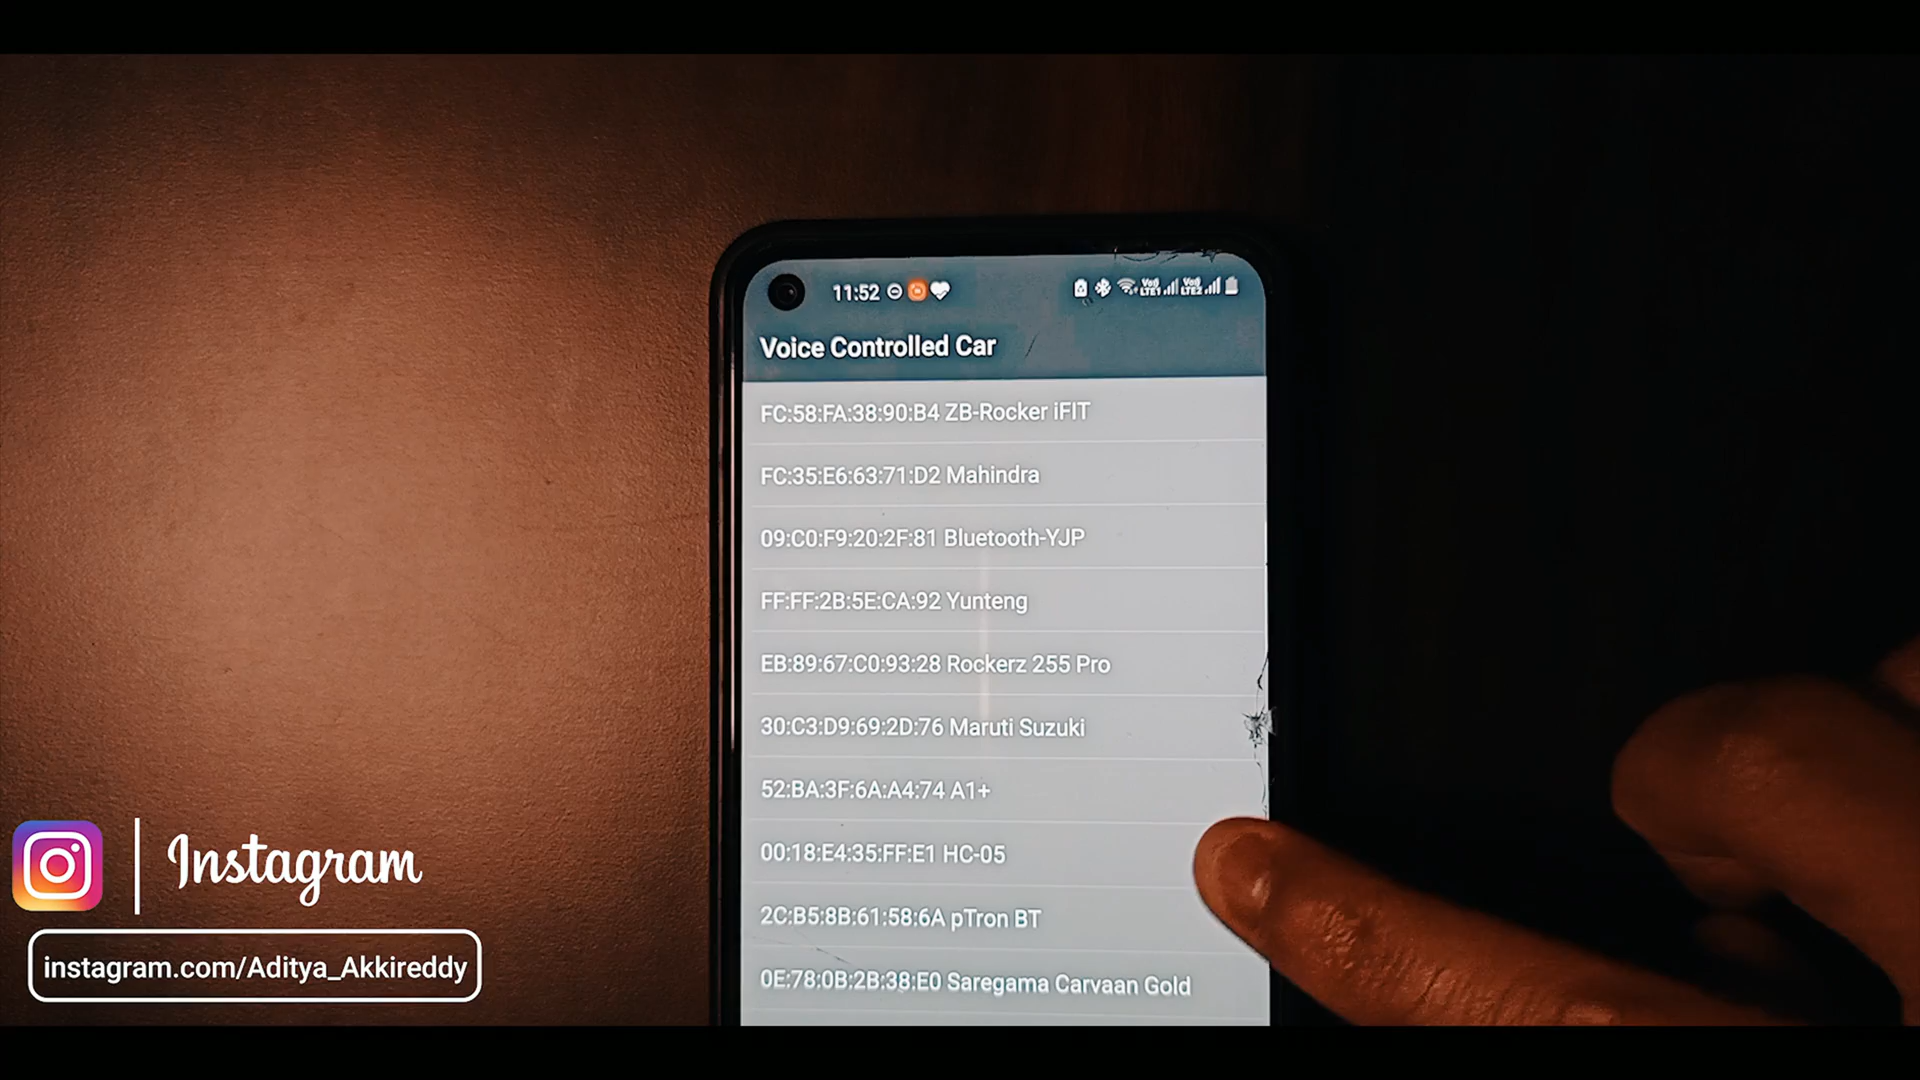 11:52
Vo) LTE1 Vo) LTE2
Voice Controlled Car
FC:58:FA:38:90:B4 ZB-Rocker iFIT
FC:35:E6:63:71:D2 Mahindra
09:C0:F9:20:2F:81 Bluetooth-YJP
FF:FF:2B:5E:CA:92 Yunteng
EB:89:67:C0:93:28 Rockerz 255 Pro
30:C3:D9:69:2D:76 Maruti Suzuki
52:BA:3F:6A:A4:74 A1+
00:18:E4:35:FF:E1 HC-05
2C:B5:8B:61:58:6A pTron BT
0E:78:0B:2B:38:E0 Saregama Carvaan Gold
Instagram
instagram.com/Aditya_Akkireddy